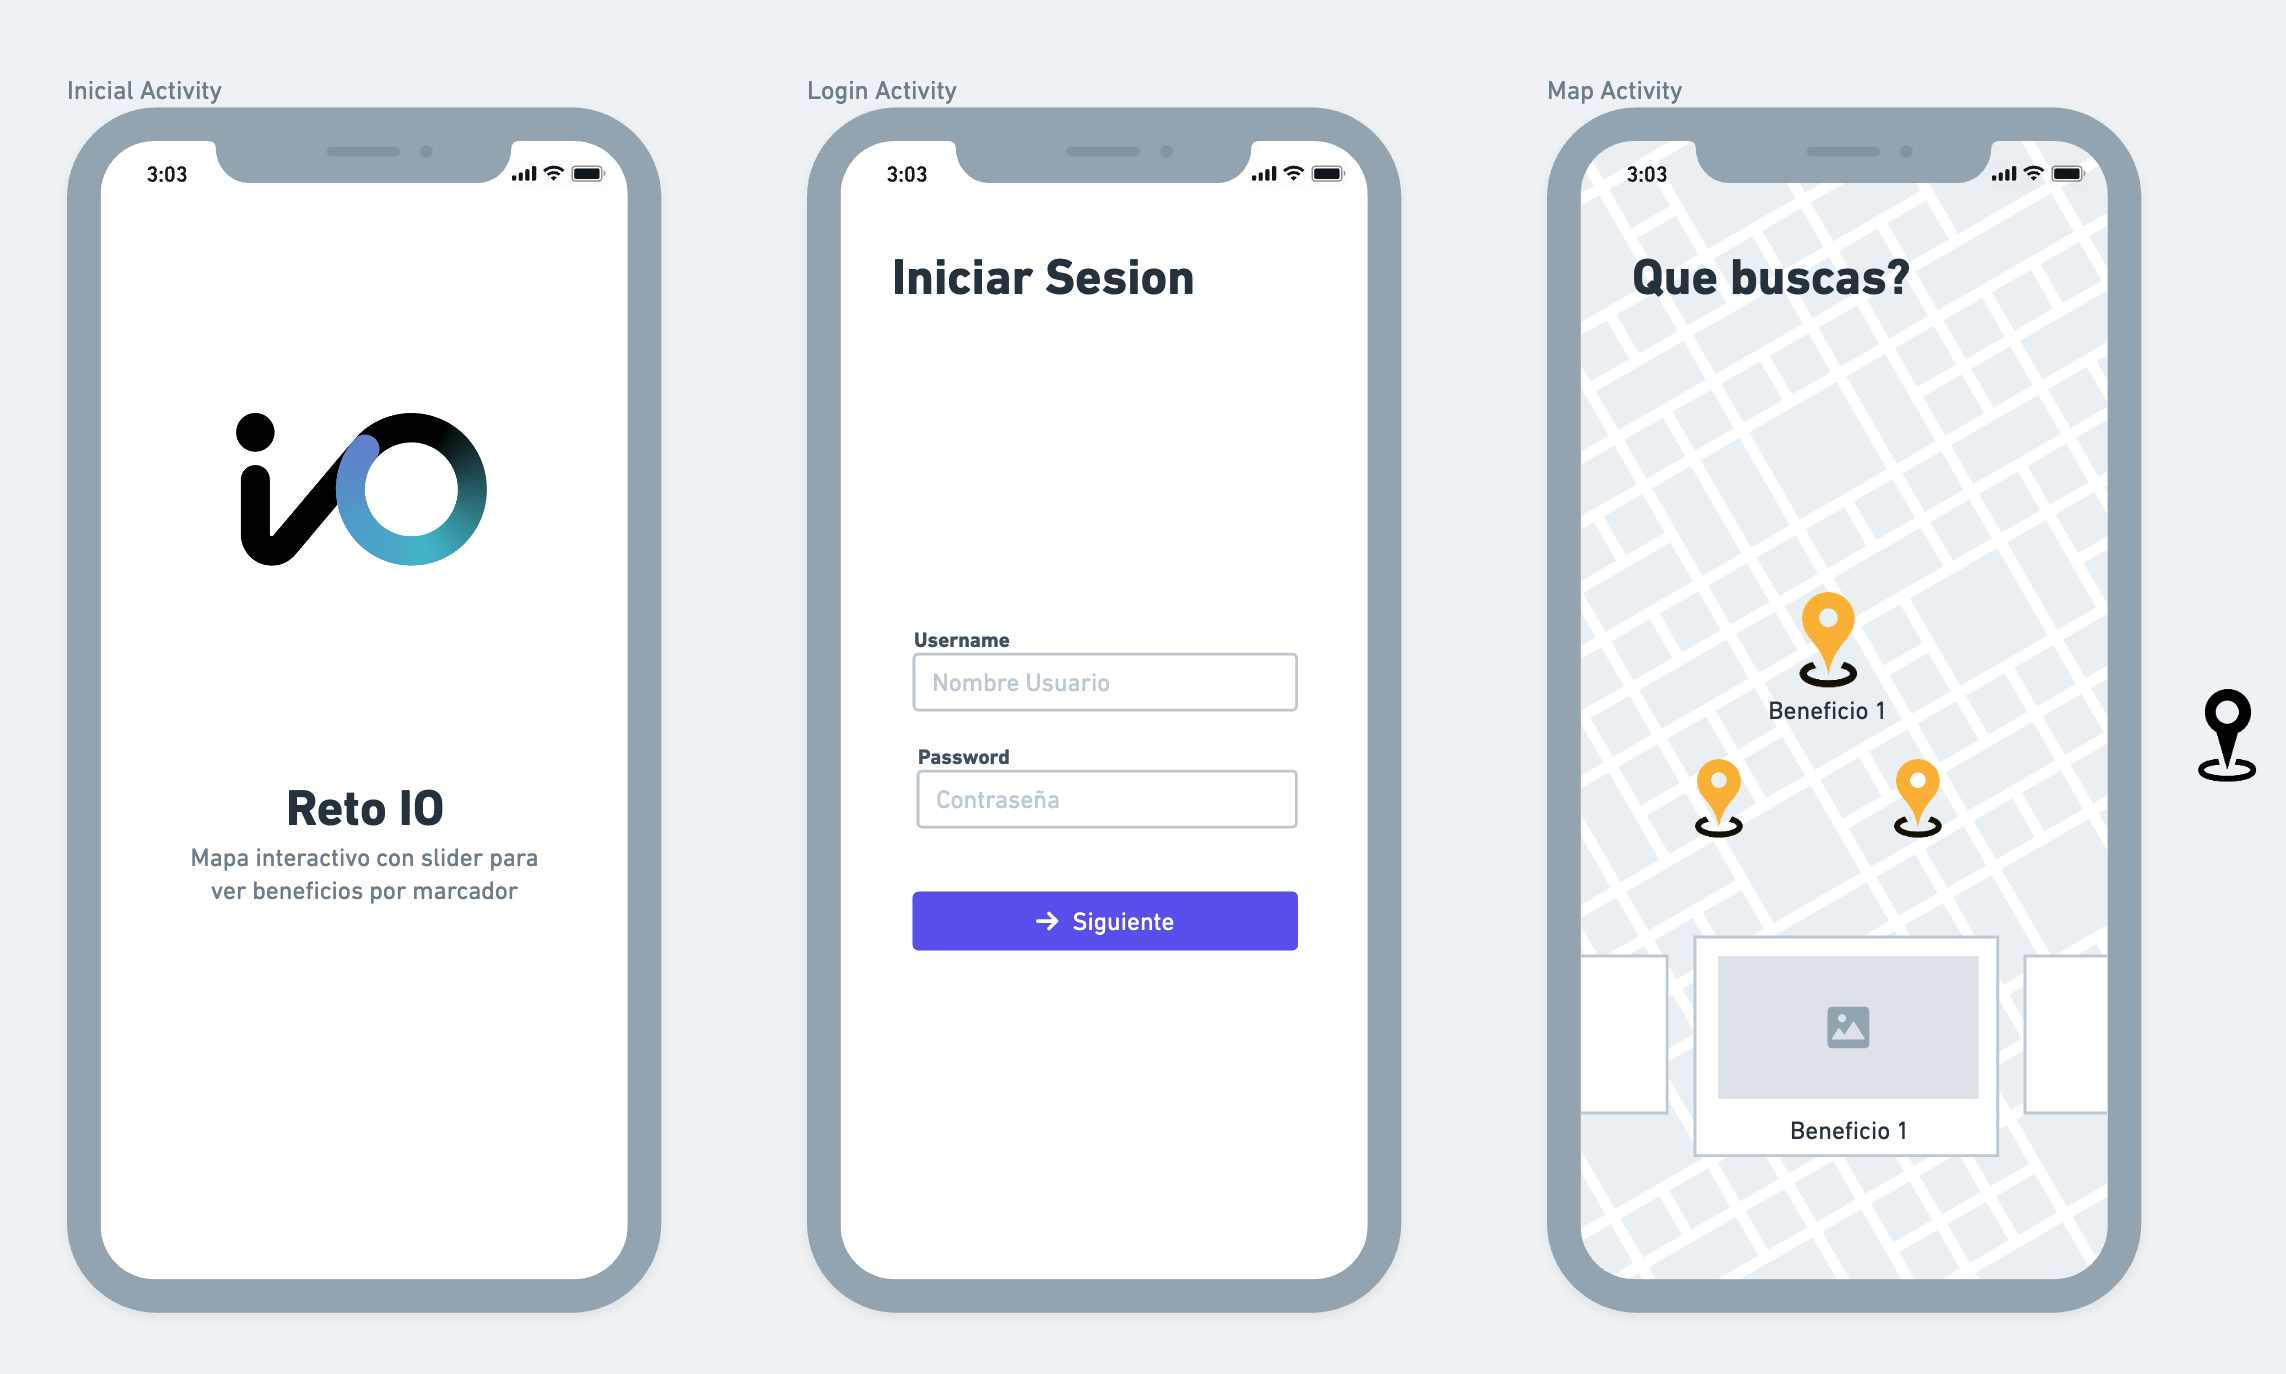 Inicial Activity
3:03
iO
Reto IO
Mapa interactivo con slider para
ver beneficios por marcador
Login Activity
3:03
Iniciar Sesion
Username
Nombre Usuario
Password
Contraseña
Siguiente
Map Activity
3:03
Que buscas?
Beneficio 1
Beneficio 1